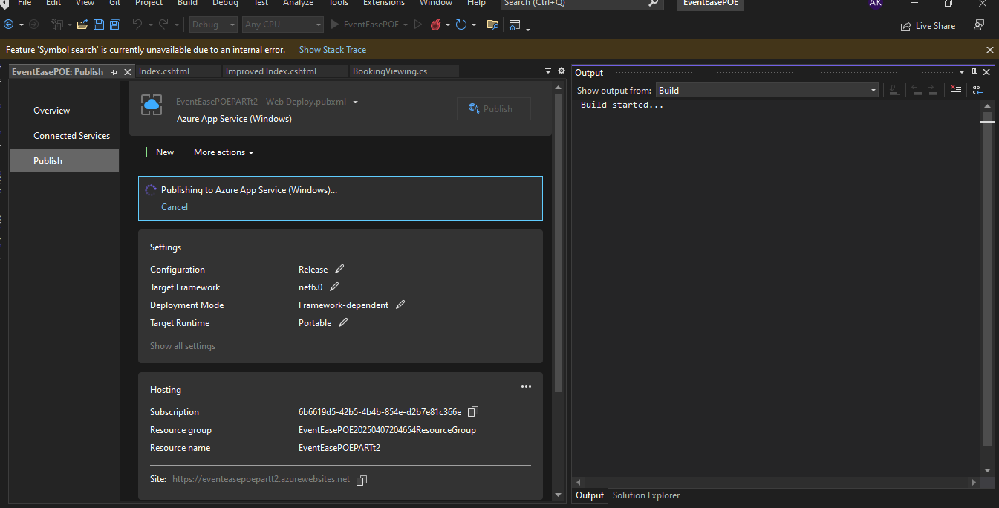 File Edit View Git Project Build Debug Test Analyze Tools Extensions Window Help Search (Ctrl+Q) EventEasePOE AK
Debug Any CPU EventEasePOE Live Share
Feature 'Symbol search' is currently unavailable due to an internal error. Show Stack Trace
EventEasePOE: Publish Index.cshtml Improved Index.cshtml BookingViewing.cs
Overview
Connected Services
Publish
EventEasePOEPARTt2 - Web Deploy.pubxml
Azure App Service (Windows)
Publish
New More actions
Publishing to Azure App Service (Windows)...
Cancel
Settings
Configuration Release
Target Framework net6.0
Deployment Mode Framework-dependent
Target Runtime Portable
Show all settings
Hosting
Subscription 6b6619d5-42b5-4b4b-854e-d2b7e81c366e
Resource group EventEasePOE20250407204654ResourceGroup
Resource name EventEasePOEPARTt2
Site: https://eventeasepoepartt2.azurewebsites.net
Output
Show output from: Build
Build started...
Output Solution Explorer